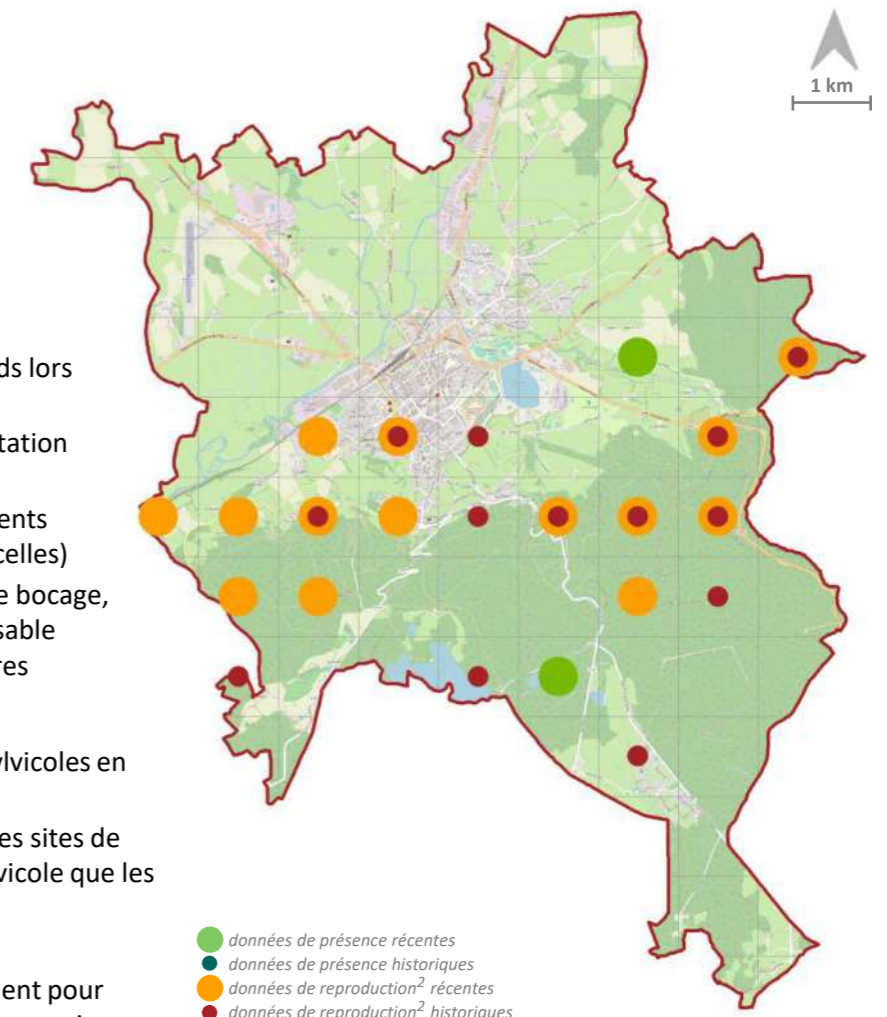 1 km
ds lors
tation
ents
celles)
e bocage,
sable
res
ylvicoles en
es sites de
vicole que les
ent pour
données de présence récentes
données de présence historiques
données de reproduction² récentes
données de reproduction² historiques